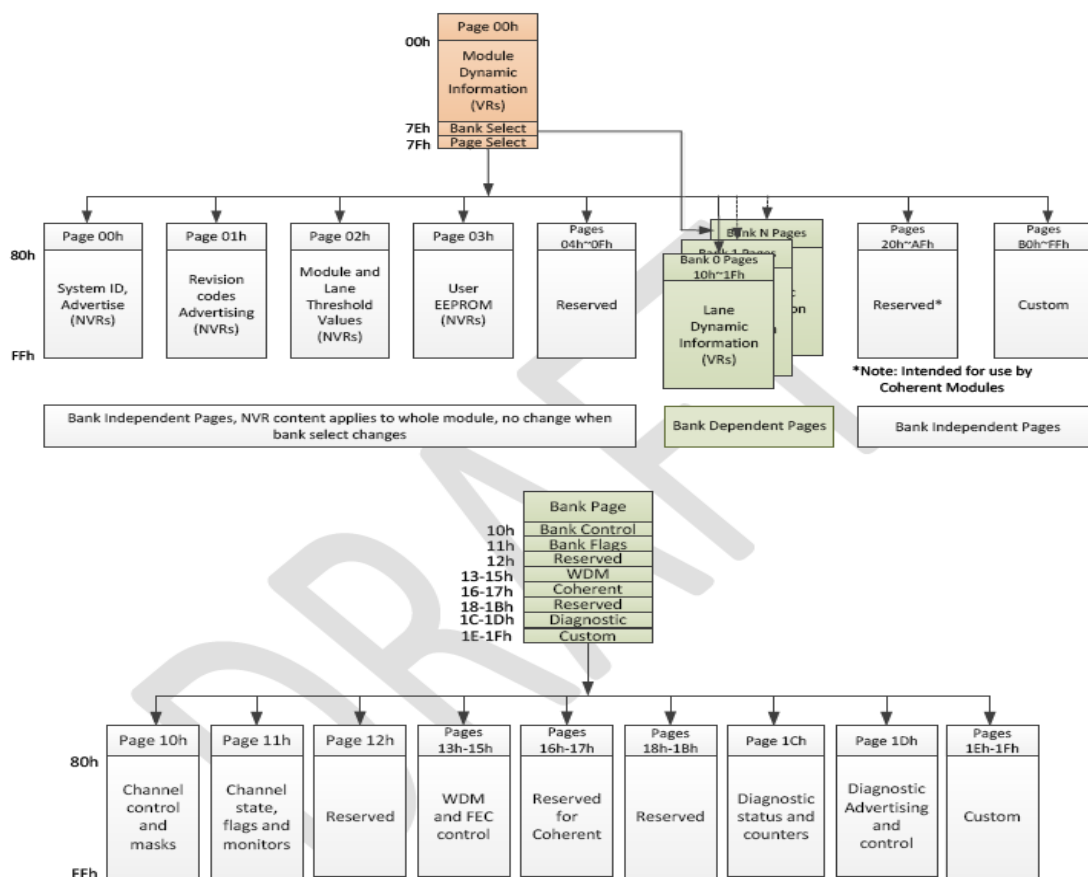 Page 00h
00h
Module
Dynamic
Information
(VRs)
7Eh
Bank Select
7Fh
Page Select
Page 00h
80h
System ID,
Advertise
(NVRs)
FFh
Page 01h
Revision
codes
Advertising
(NVRs)
Page 02h
Module and
Lane
Threshold
Values
(NVRs)
Page 03h
User
EEPROM
(NVRs)
Pages
04h~0Fh
Reserved
Bank N Pages
Bank 1 Pages
Bank 0 Pages
10h~1Fh
Lane
Dynamic
Information
(VRs)
Pages
20h~AFh
Reserved*
*Note: Intended for use by
Coherent Modules
Pages
B0h~FFh
Custom
Bank Independent Pages, NVR content applies to whole module, no change when
bank select changes
Bank Dependent Pages
Bank Independent Pages
DRAFT
Bank Page
10h
Bank Control
11h
Bank Flags
12h
Reserved
13-15h
WDM
16-17h
Coherent
18-1Bh
Reserved
1C-1Dh
Diagnostic
1E-1Fh
Custom
Page 10h
80h
Channel
control
and
masks
FFh
Page 11h
Channel
state,
flags and
monitors
Page 12h
Reserved
Pages
13h-15h
WDM
and FEC
control
Pages
16h-17h
Reserved
for
Coherent
Pages
18h-1Bh
Reserved
Page 1Ch
Diagnostic
status and
counters
Page 1Dh
Diagnostic
Advertising
and
control
Pages
1Eh-1Fh
Custom